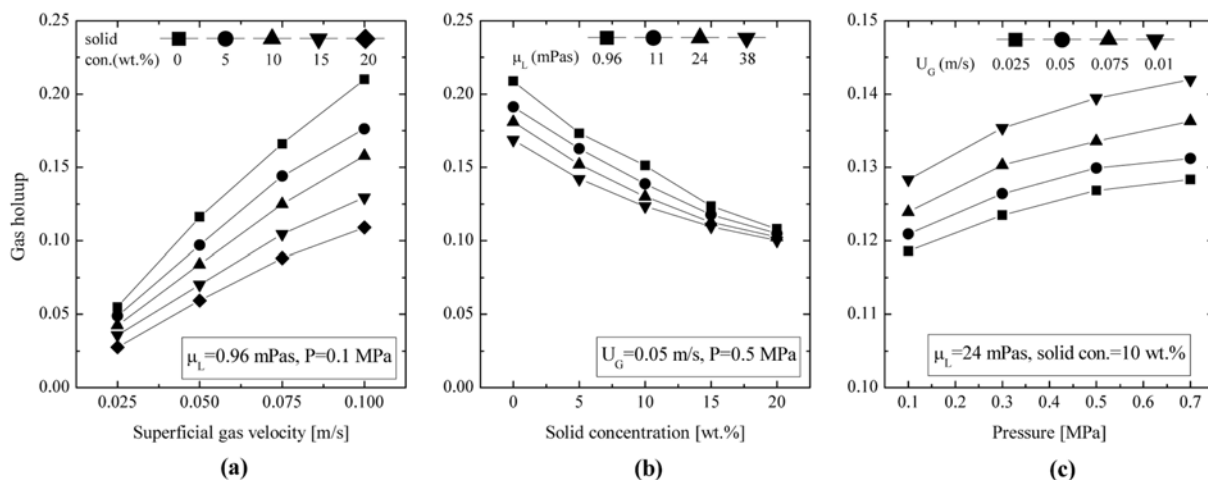 Gas holuup
0.25
0.20
0.15
0.10
0.05
0.00
solid
con.(wt.%) 0 5 10 15 20
μL=0.96 mPas, P=0.1 MPa
0.025 0.050 0.075 0.100
Superficial gas velocity [m/s]
(a)
0.25
0.20
0.15
0.10
0.05
0.00
μL (mPas) 0.96 11 24 38
UG=0.05 m/s, P=0.5 MPa
0 5 10 15 20
Solid concentration [wt.%]
(b)
0.15
0.14
0.13
0.12
0.11
0.10
UG (m/s) 0.025 0.05 0.075 0.01
μL=24 mPas, solid con.=10 wt.%
0.1 0.2 0.3 0.4 0.5 0.6 0.7
Pressure [MPa]
(c)